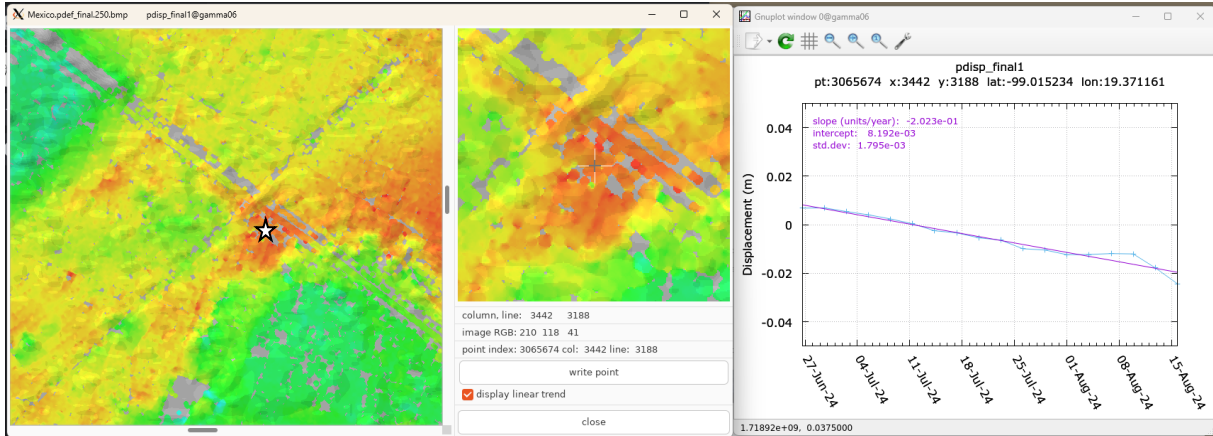 Mexico.pdef_final.250.bmp pdisp_final1@gamma06
column, line: 3442 3188
image RGB: 210 118 41
point index: 3065674 col: 3442 line: 3188
write point
display linear trend
close
Gnuplot window 0@gamma06
pdisp_final1
pt:3065674 x:3442 y:3188 lat:-99.015234 lon:19.371161
slope (units/year): -2.023e-01
intercept: 8.192e-03
std.dev: 1.795e-03
Displacement (m)
0.04
0.02
0
-0.02
-0.04
27-Jun-24
04-Jul-24
11-Jul-24
18-Jul-24
25-Jul-24
01-Aug-24
08-Aug-24
15-Aug-24
1.71892e+09, 0.0375000